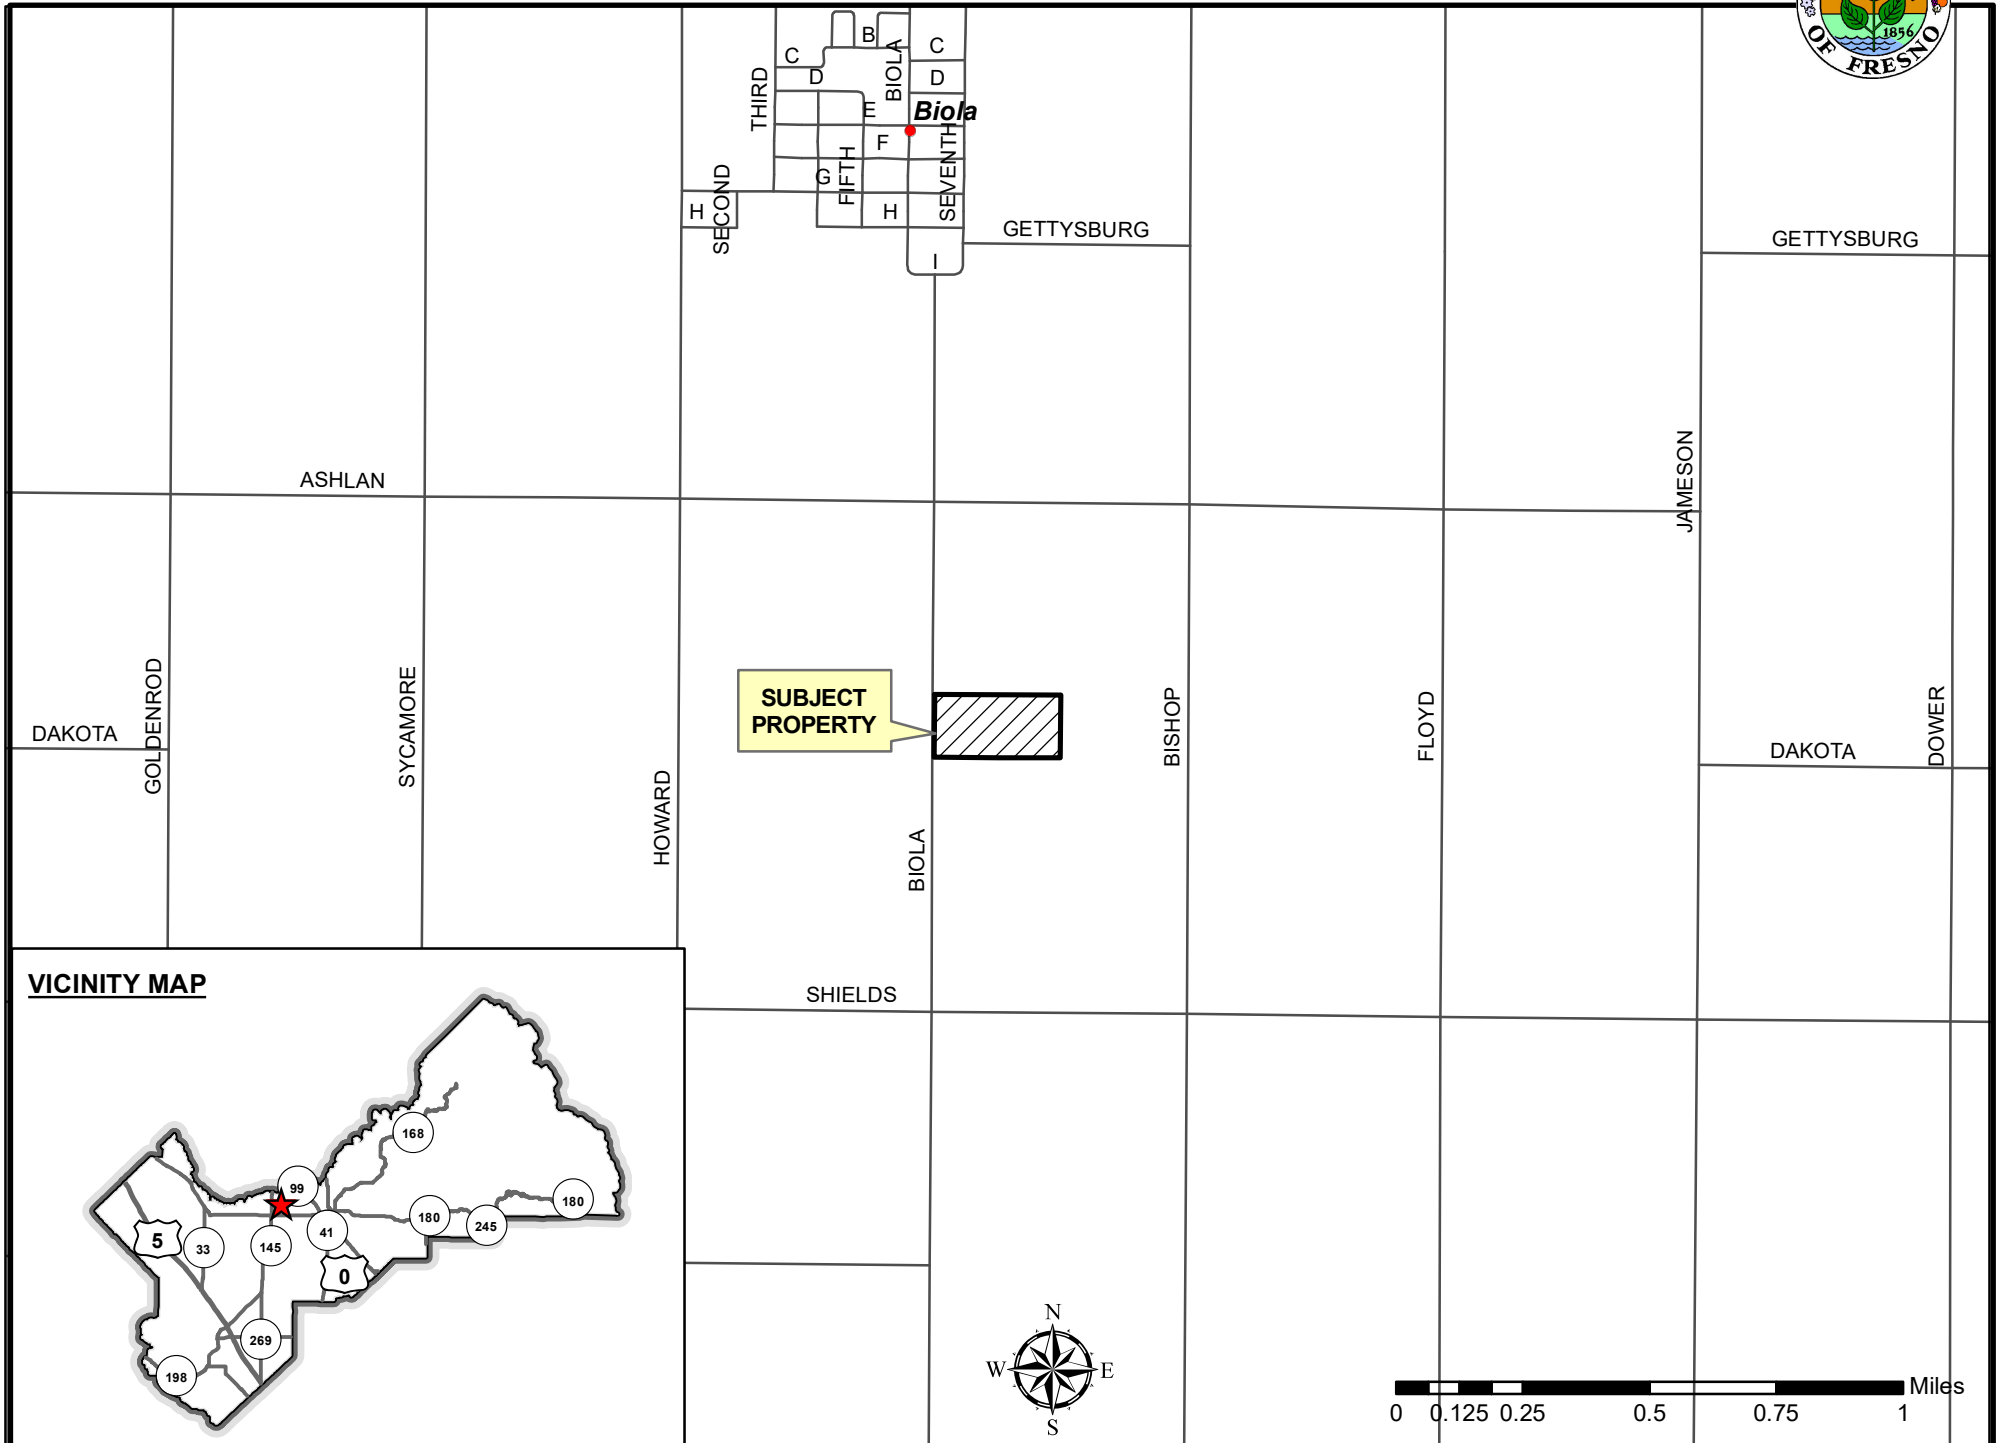 1856
OF FRESNO
B
C
C
D
D
THIRD
BIOLA
E
Biola
F
FIFTH
SEVENTH
G
H
SECOND
H
GETTYSBURG
GETTYSBURG
I
ASHLAN
JAMESON
GOLDENROD
SYCAMORE
SUBJECT
PROPERTY
BISHOP
FLOYD
DOWER
DAKOTA
DAKOTA
HOWARD
BIOLA
VICINITY MAP
SHIELDS
168
99
180
180
245
41
5
33
145
0
269
198
N
W
E
S
Miles
0 0.125 0.25 0.5 0.75 1